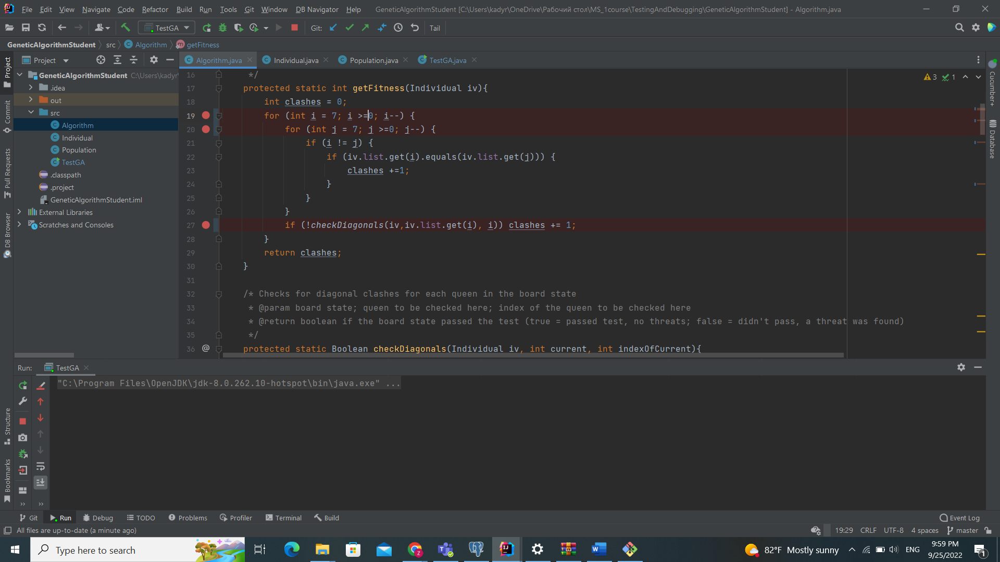 File Edit View Navigate Code Refactor Build Run Tools Git Window DB Navigator Help GeneticAlgorithmStudent [C:\Users\kadyr\OneDrive\Рабочий стол\MS_1course\TestingAndDebugging\GeneticAlgorithmStudent] - Algorithm.java
TestGA Git: Tail
GeneticAlgorithmStudent src Algorithm getFitness
Project Algorithm.java Individual.java Population.java TestGA.java
GeneticAlgorithmStudent C:\Users\kadyr\
.idea
out
src
Algorithm
Individual
Population
TestGA
.classpath
.project
GeneticAlgorithmStudent.iml
External Libraries
Scratches and Consoles
Project
Commit
Pull Requests
DB Browser
Structure
Bookmarks
3 1
16 */
17 protected static int getFitness(Individual iv){
18 int clashes = 0;
19 for (int i = 7; i >=0; i--) {
20 for (int j = 7; j >=0; j--) {
21 if (i != j) {
22 if (iv.list.get(i).equals(iv.list.get(j))) {
23 clashes +=1;
24 }
25 }
26 }
27 if (!checkDiagonals(iv,iv.list.get(i), i)) clashes += 1;
28 }
29 return clashes;
30 }
31
32 /* Checks for diagonal clashes for each queen in the board state
33 * @param board state; queen to be checked here; index of the queen to be checked here
34 * @return boolean if the board state passed the test (true = passed test, no threats; false = didn't pass, a threat was found)
35 */
36 @ protected static Boolean checkDiagonals(Individual iv, int current, int indexOfCurrent){
Cucumber+
Database
Run: TestGA
"C:\Program Files\OpenJDK\jdk-8.0.262.10-hotspot\bin\java.exe" ...
Git Run Debug TODO Problems Profiler Terminal Build Event Log
All files are up-to-date (a minute ago) 19:29 CRLF UTF-8 4 spaces master
Type here to search 82°F Mostly sunny ENG 9:59 PM
9/25/2022 1